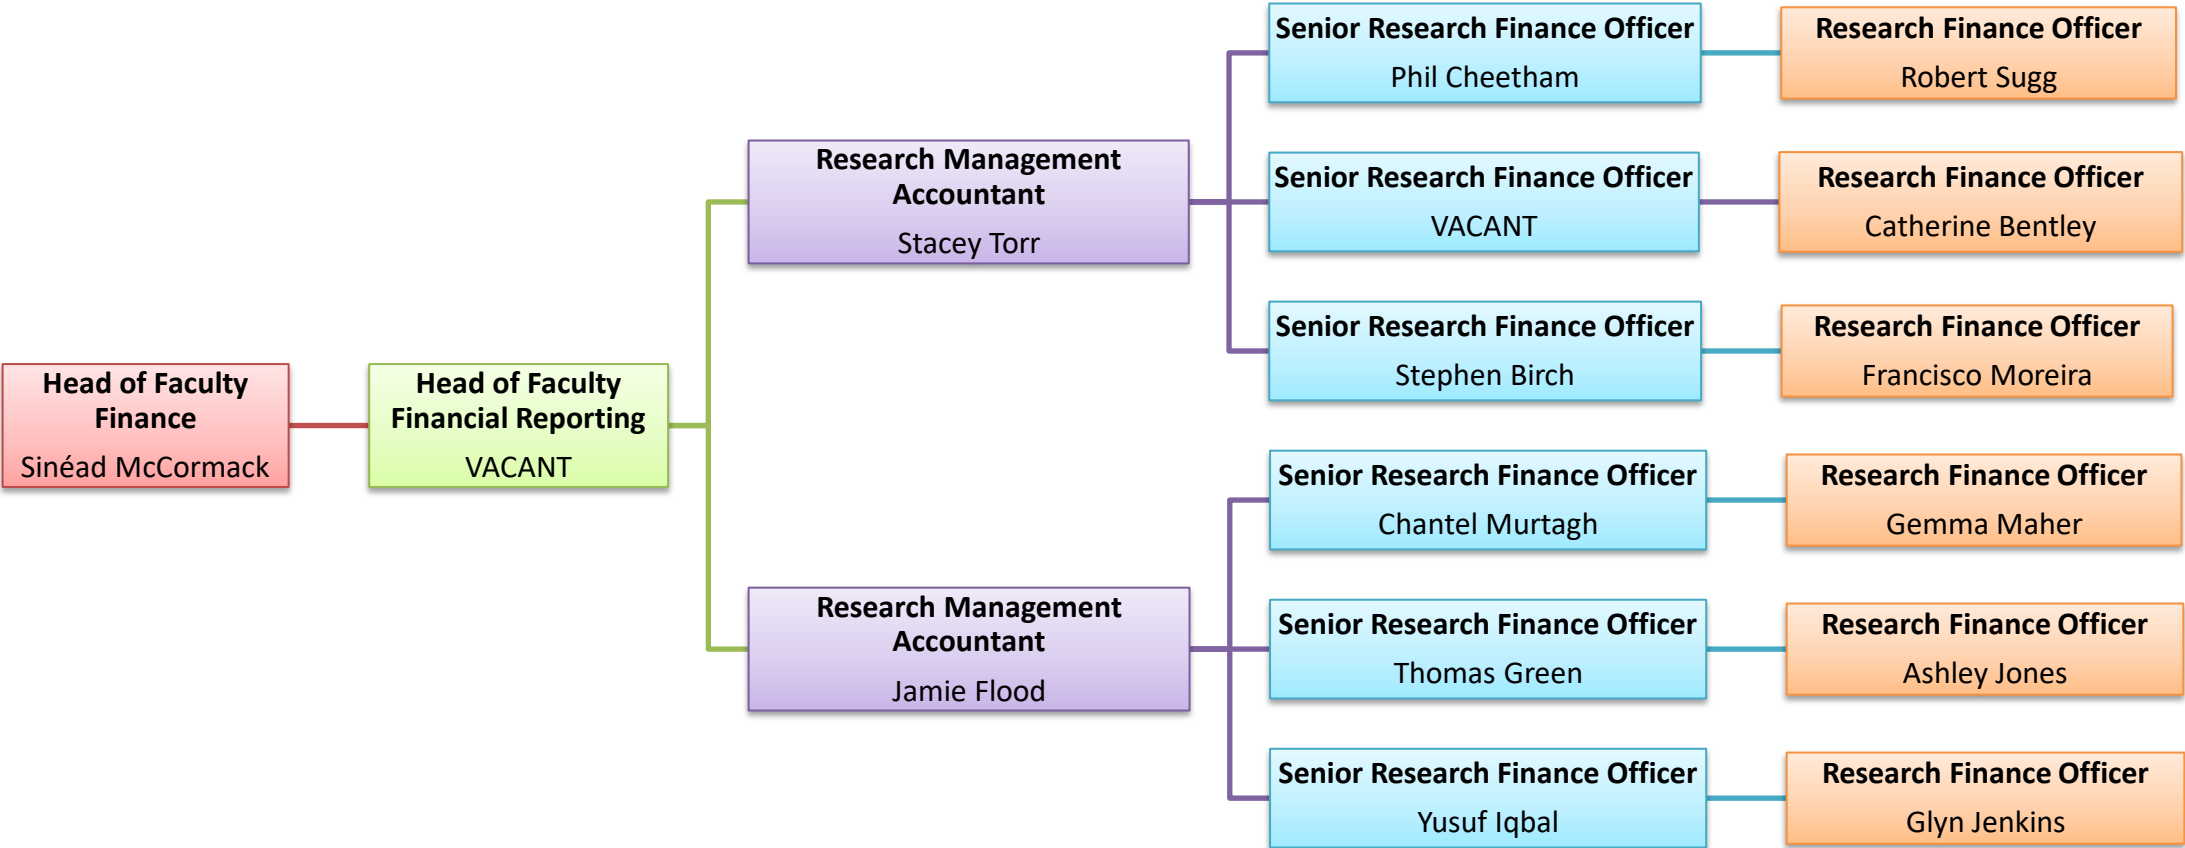 Head of Faculty
Finance
Sinéad McCormack
Head of Faculty
Financial Reporting
VACANT
Research Management
Accountant
Stacey Torr
Senior Research Finance Officer
Phil Cheetham
Research Finance Officer
Robert Sugg
Senior Research Finance Officer
VACANT
Research Finance Officer
Catherine Bentley
Senior Research Finance Officer
Stephen Birch
Research Finance Officer
Francisco Moreira
Research Management
Accountant
Jamie Flood
Senior Research Finance Officer
Chantel Murtagh
Research Finance Officer
Gemma Maher
Senior Research Finance Officer
Thomas Green
Research Finance Officer
Ashley Jones
Senior Research Finance Officer
Yusuf Iqbal
Research Finance Officer
Glyn Jenkins